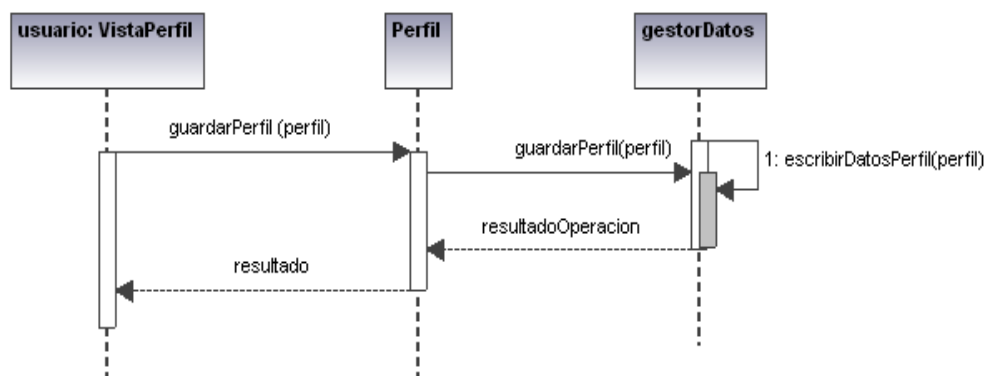 usuario: VistaPerfil
Perfil
gestorDatos
guardarPerfil (perfil)
guardarPerfil(perfil)
1: escribirDatosPerfil(perfil)
resultadoOperacion
resultado